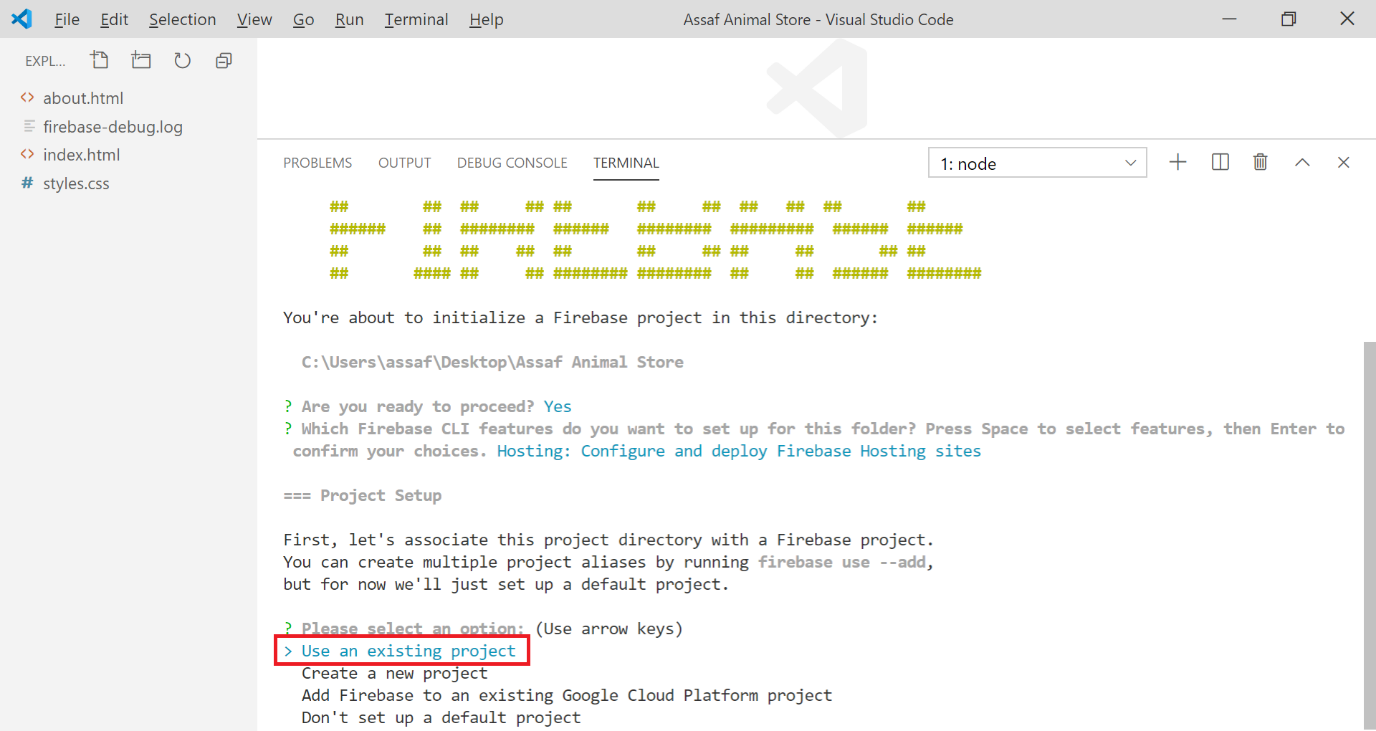 File Edit Selection View Go Run Terminal Help
Assaf Animal Store - Visual Studio Code
EXPL...
about.html
firebase-debug.log
index.html
# styles.css
PROBLEMS OUTPUT DEBUG CONSOLE TERMINAL
1: node
##        ##  ##     ## ##       ##     ##  ##   ##  ##       ##
######    ##  ########  ######   ########  #########  ######  ######
##        ##  ##    ##  ##       ##     ## ##     ##       ## ##
##       #### ##     ## ######## ########  ##     ##  ######  ########
You're about to initialize a Firebase project in this directory:
C:\Users\assaf\Desktop\Assaf Animal Store
? Are you ready to proceed? Yes
? Which Firebase CLI features do you want to set up for this folder? Press Space to select features, then Enter to
confirm your choices. Hosting: Configure and deploy Firebase Hosting sites
=== Project Setup
First, let's associate this project directory with a Firebase project.
You can create multiple project aliases by running firebase use --add,
but for now we'll just set up a default project.
? Please select an option: (Use arrow keys)
> Use an existing project
Create a new project
Add Firebase to an existing Google Cloud Platform project
Don't set up a default project